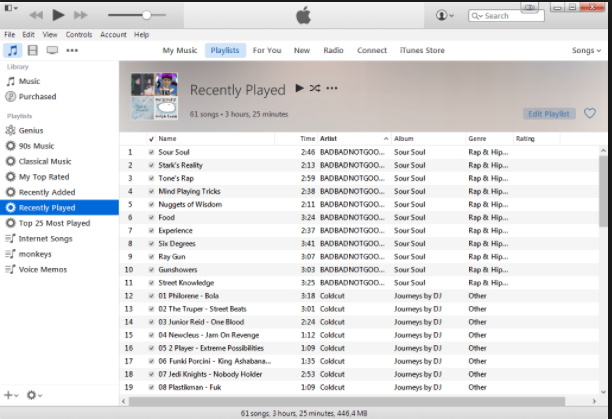 Search
File Edit View Controls Account Help
My Music Playlists For You New Radio Connect iTunes Store Songs
Library
Music
Purchased
Playlists
Genius
90s Music
Classical Music
My Top Rated
Recently Added
Recently Played
Top 25 Most Played
Internet Songs
monkeys
Voice Memos
Recently Played
61 songs • 3 hours, 25 minutes
Edit Playlist
Name Time Artist Album Genre Rating
1 Sour Soul 2:46 BADBADNOTGOO... Sour Soul Rap & Hip...
2 Stark's Reality 2:13 BADBADNOTGOO... Sour Soul Rap & Hip...
3 Tone's Rap 2:59 BADBADNOTGOO... Sour Soul Rap & Hip...
4 Mind Playing Tricks 2:38 BADBADNOTGOO... Sour Soul Rap & Hip...
5 Nuggets of Wisdom 2:11 BADBADNOTGOO... Sour Soul Rap & Hip...
6 Food 3:24 BADBADNOTGOO... Sour Soul Rap & Hip...
7 Experience 2:37 BADBADNOTGOO... Sour Soul Rap & Hip...
8 Six Degrees 3:41 BADBADNOTGOO... Sour Soul Rap & Hip...
9 Ray Gun 3:07 BADBADNOTGOO... Sour Soul Rap & Hip...
10 Gunshowers 3:03 BADBADNOTGOO... Sour Soul Rap & Hip...
11 Street Knowledge 3:25 BADBADNOTGOO... Sour Soul Rap & Hip...
12 01 Philorene - Bola 3:18 Coldcut Journeys by DJ Other
13 02 The Truper - Street Beats 3:01 Coldcut Journeys by DJ Other
14 03 Junior Reid - One Blood 2:24 Coldcut Journeys by DJ Other
15 04 Newcleus - Jam On Revenge 1:12 Coldcut Journeys by DJ Other
16 05 2 Player - Extreme Possibilities 1:09 Coldcut Journeys by DJ Other
17 06 Funki Porcini - King Ashabana... 1:35 Coldcut Journeys by DJ Other
18 07 Jedi Knights - Nobody Holder 2:53 Coldcut Journeys by DJ Other
19 08 Plastikman - Fuk 1:09 Coldcut Journeys by DJ Other
61 songs, 3 hours, 25 minutes, 446,4 MB